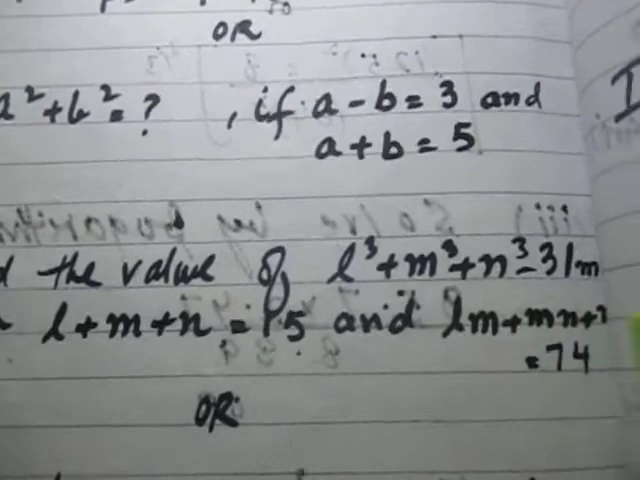 OR
a² + b² = ? , if a - b = 3 and
a + b = 5
the value of l³ + m³ + n³ - 3lm
l + m + n = 15 and lm + mn +
= 74
OR